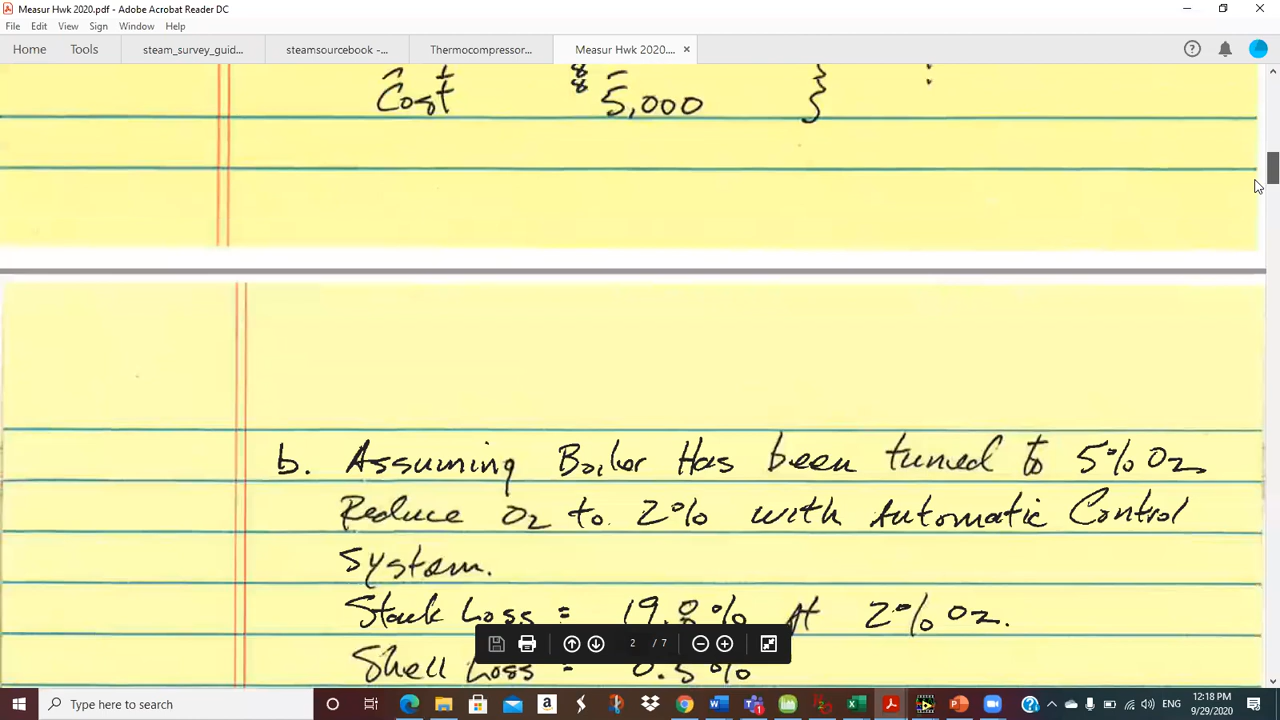 Measur Hwk 2020.pdf - Adobe Acrobat Reader DC
File Edit View Sign Window Help
Home Tools steam_survey_guid... steamsourcebook -... Thermocompressor... Measur Hwk 2020.... ×
Cost 5,000
b. Assuming Boiler Has been tuned to 5% O2
Reduce O2 to 2% with Automatic Control
System.
Stack Loss = 19.8% At 2% O2.
2 / 7
Shell Loss = 0.5%
Type here to search
ENG
12:18 PM
9/29/2020